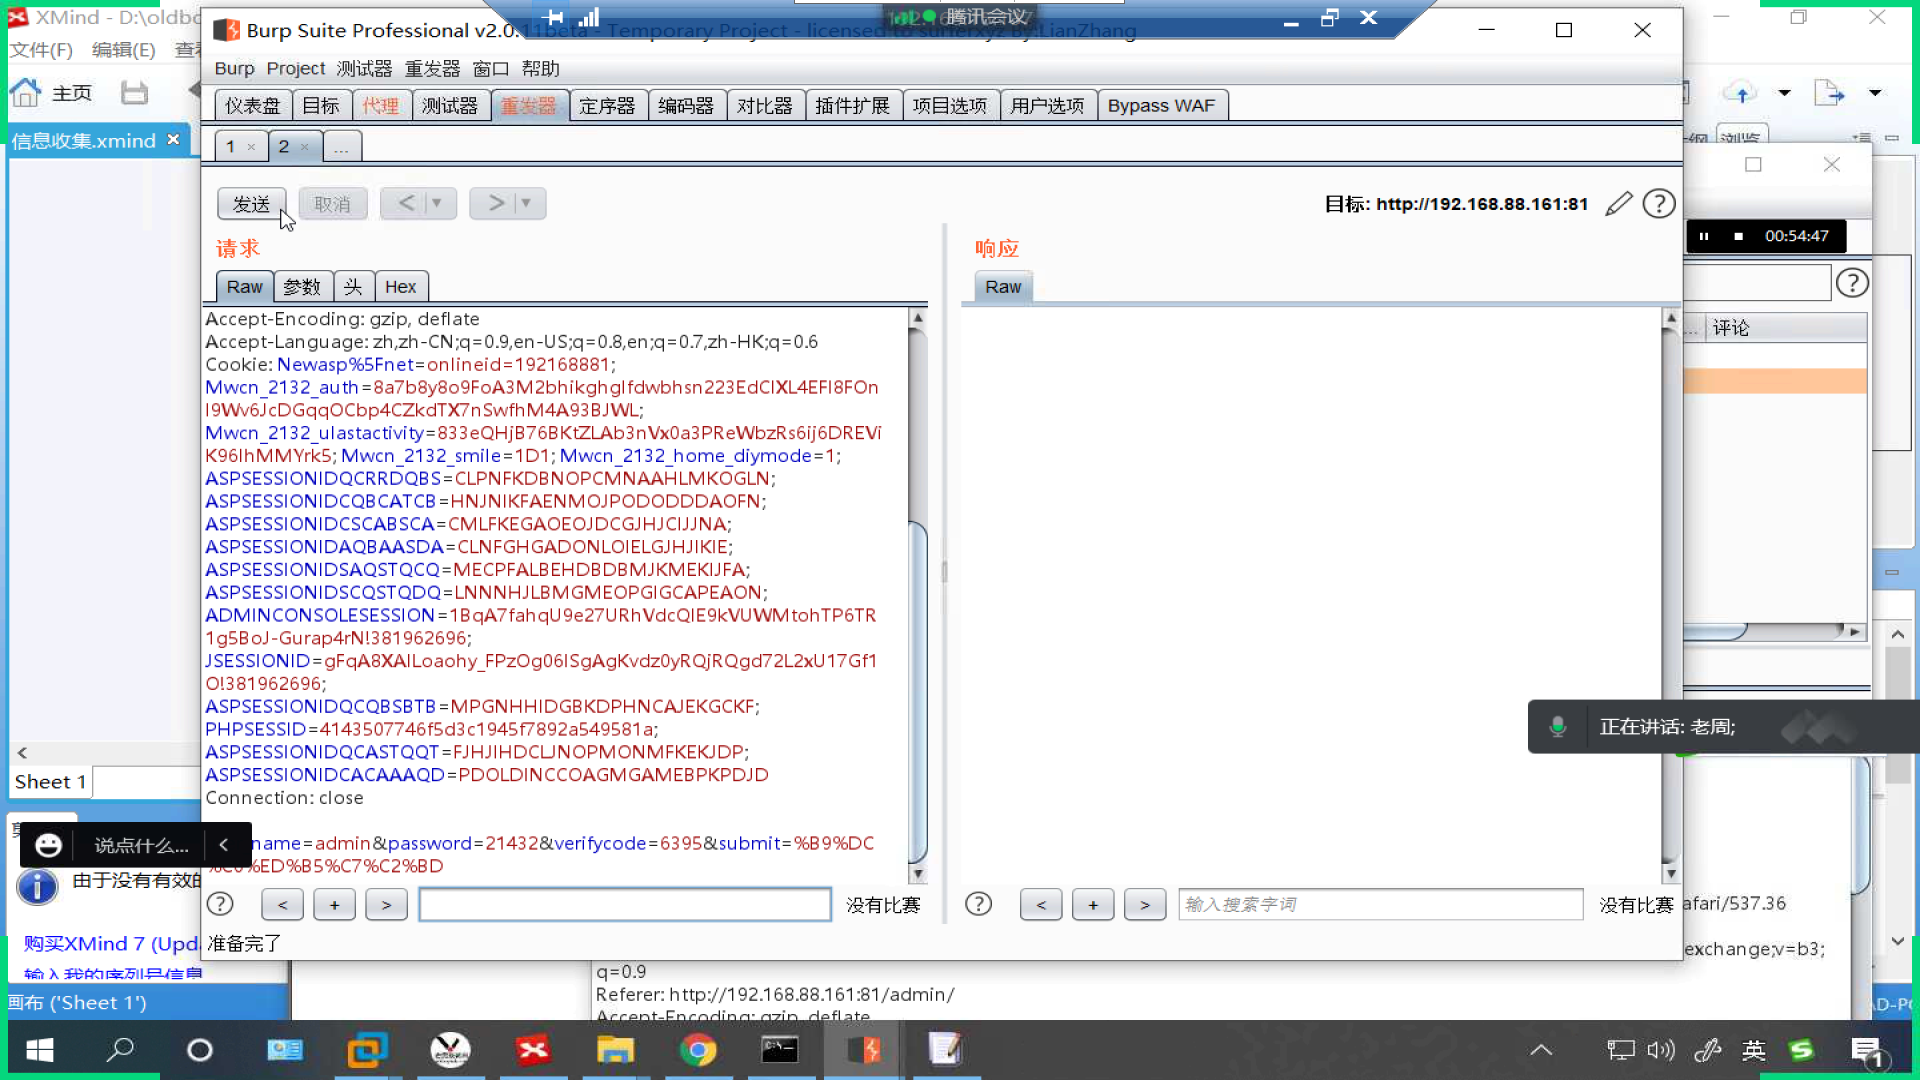 XMind - D:\oldb
文件(F) 编辑(E) 查看
主页
信息收集.xmind
Burp Suite Professional v2.0.11beta - Temporary Project - licensed to surferxyz By:LianZhang
腾讯会议
Burp Project 测试器 重发器 窗口 帮助
仪表盘 目标 代理 测试器 重发器 定序器 编码器 对比器 插件扩展 项目选项 用户选项 Bypass WAF
1 × 2 × ...
发送 取消 < ▼ > ▼
目标: http://192.168.88.161:81
浏览
00:54:47
请求
响应
Raw 参数 头 Hex
Raw
... 评论
Accept-Encoding: gzip, deflate
Accept-Language: zh,zh-CN;q=0.9,en-US;q=0.8,en;q=0.7,zh-HK;q=0.6
Cookie: Newasp%5Fnet=onlineid=192168881;
Mwcn_2132_auth=8a7b8y8o9FoA3M2bhikghglfdwbhsn223EdCIXL4EFI8FOn
I9Wv6JcDGqqOCbp4CZkdTX7nSwfhM4A93BJWL;
Mwcn_2132_ulastactivity=833eQHjB76BKtZLAb3nVx0a3PReWbzRs6ij6DREVi
K96IhMMYrk5; Mwcn_2132_smile=1D1; Mwcn_2132_home_diymode=1;
ASPSESSIONIDQCRRDQBS=CLPNFKDBNOPCMNAAHLMKOGLN;
ASPSESSIONIDCQBCATCB=HNJNIKFAENMOJPODODDDAOFN;
ASPSESSIONIDCSCABSCA=CMLFKEGAOEOJDCGJHJCIJJNA;
ASPSESSIONIDAQBAASDA=CLNFGHGADONLOIELGJHJIKIE;
ASPSESSIONIDSAQSTQCQ=MECPFALBEHDBDBMJKMEKIJFA;
ASPSESSIONIDSCQSTQDQ=LNNNHJLBMGMEOPGIGCAPEAON;
ADMINCONSOLESESSION=1BqA7fahqU9e27URhVdcQIE9kVUWMtohTP6TR
1g5BoJ-Gurap4rN!381962696;
JSESSIONID=gFqA8XAILoaohy_FPzOg06ISgAgKvdz0yRQjRQgd72L2xU17Gf1
O!381962696;
ASPSESSIONIDQCQBSBTB=MPGNHHIDGBKDPHNCAJEKGCKF;
PHPSESSID=4143507746f5d3c1945f7892a549581a;
ASPSESSIONIDQCASTQQT=FJHJIHDCLJNOPMONMFKEKJDP;
ASPSESSIONIDCACAAAQD=PDOLDINCCOAGMGAMEBPKPDJD
Connection: close
name=admin&password=21432&verifycode=6395&submit=%B9%DC
%C0%ED%B5%C7%C2%BD
正在讲话: 老周;
Sheet 1
说点什么...
由于没有有效的
< + > 没有比赛
< + > 输入搜索字词 没有比赛
准备完了
购买XMind 7 (Upd
输入我的序列号信息
画布 ('Sheet 1')
afari/537.36
exchange;v=b3;
q=0.9
Referer: http://192.168.88.161:81/admin/
Accept-Encoding: gzip, deflate
英
1